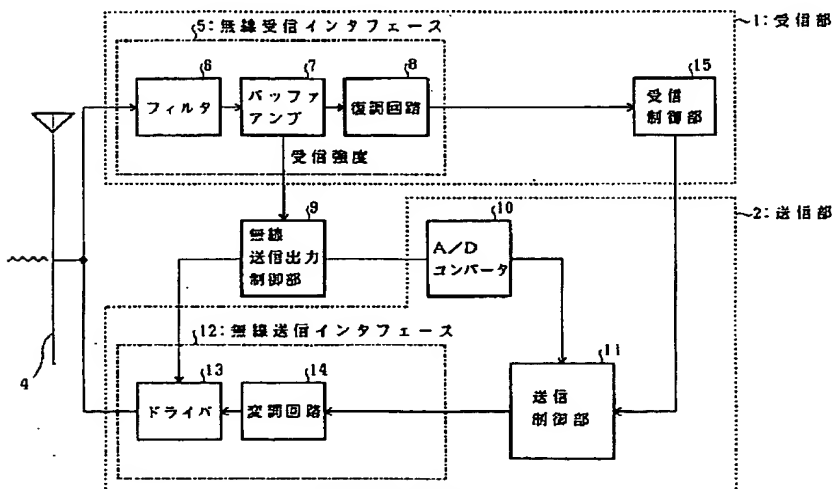 5:無線受信インタフェース
1:受信部
6
7
8
15
フィルタ
バッファ
アンプ
復調回路
受信
制御部
受信強度
2:送信部
9
10
無線
送信出力
制御部
A/D
コンバータ
12:無線送信インタフェース
11
4
13
14
ドライバ
変調回路
送信
制御部